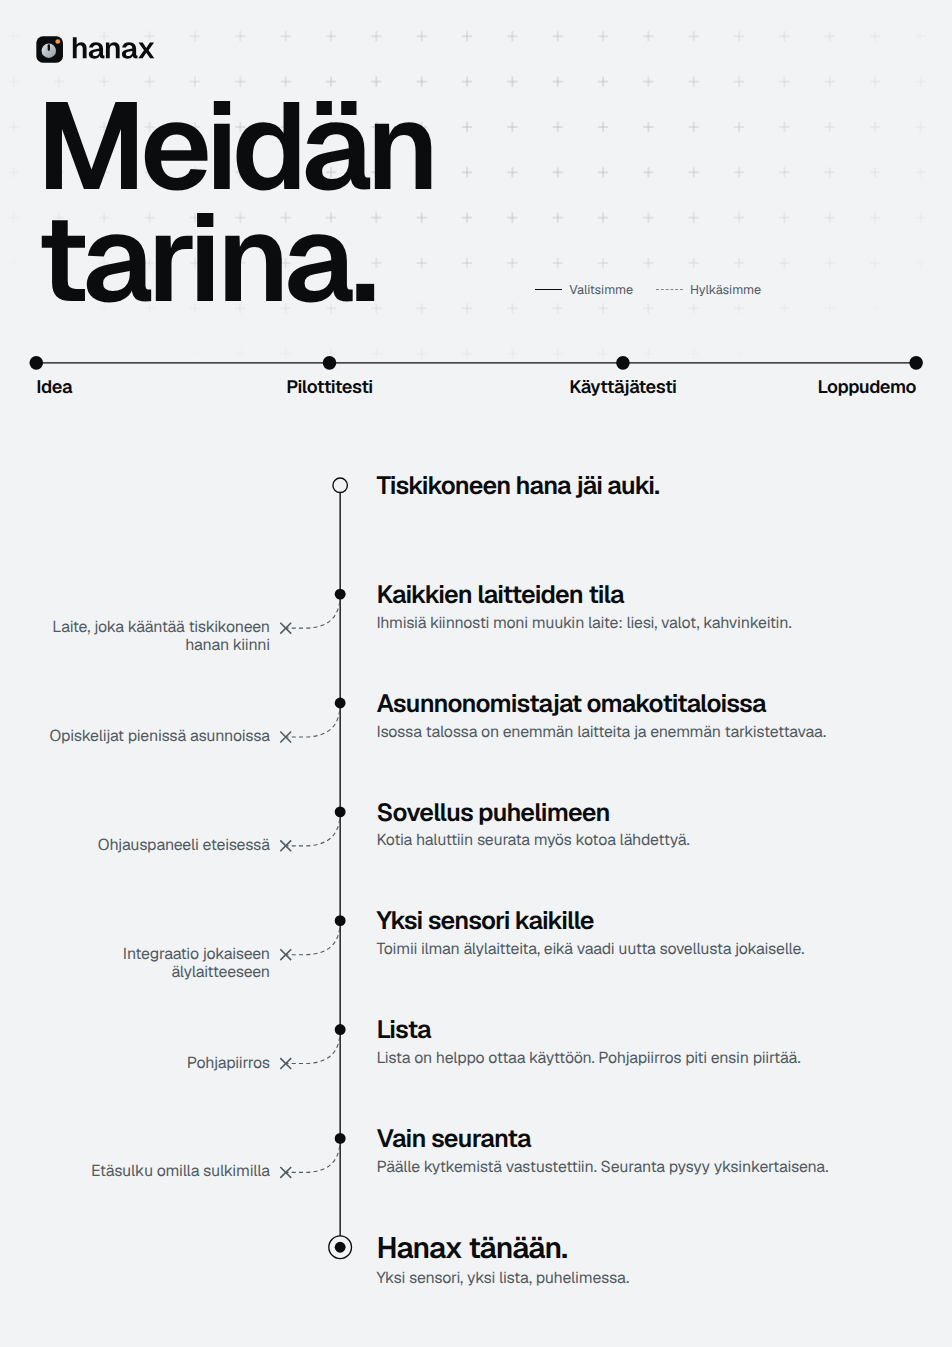 hanax
Meidän
tarina.
Valitsimme
Hylkäsimme
Idea
Pilottitesti
Käyttäjätesti
Loppudemo
Tiskikoneen hana jäi auki.
Kaikkien laitteiden tila
Ihmisiä kiinnosti moni muukin laite: liesi, valot, kahvinkeitin.
Laite, joka kääntää tiskikoneen
hanan kiinni
Asunnonomistajat omakotitaloissa
Isossa talossa on enemmän laitteita ja enemmän tarkistettavaa.
Opiskelijat pienissä asunnoissa
Sovellus puhelimeen
Kotia haluttiin seurata myös kotoa lähdettyä.
Ohjauspaneeli eteisessä
Yksi sensori kaikille
Toimii ilman älylaitteita, eikä vaadi uutta sovellusta jokaiselle.
Integraatio jokaiseen
älylaitteeseen
Lista
Lista on helppo ottaa käyttöön. Pohjapiirros piti ensin piirtää.
Pohjapiirros
Vain seuranta
Päälle kytkemistä vastustettiin. Seuranta pysyy yksinkertaisena.
Etäsulku omilla sulkimilla
Hanax tänään.
Yksi sensori, yksi lista, puhelimessa.